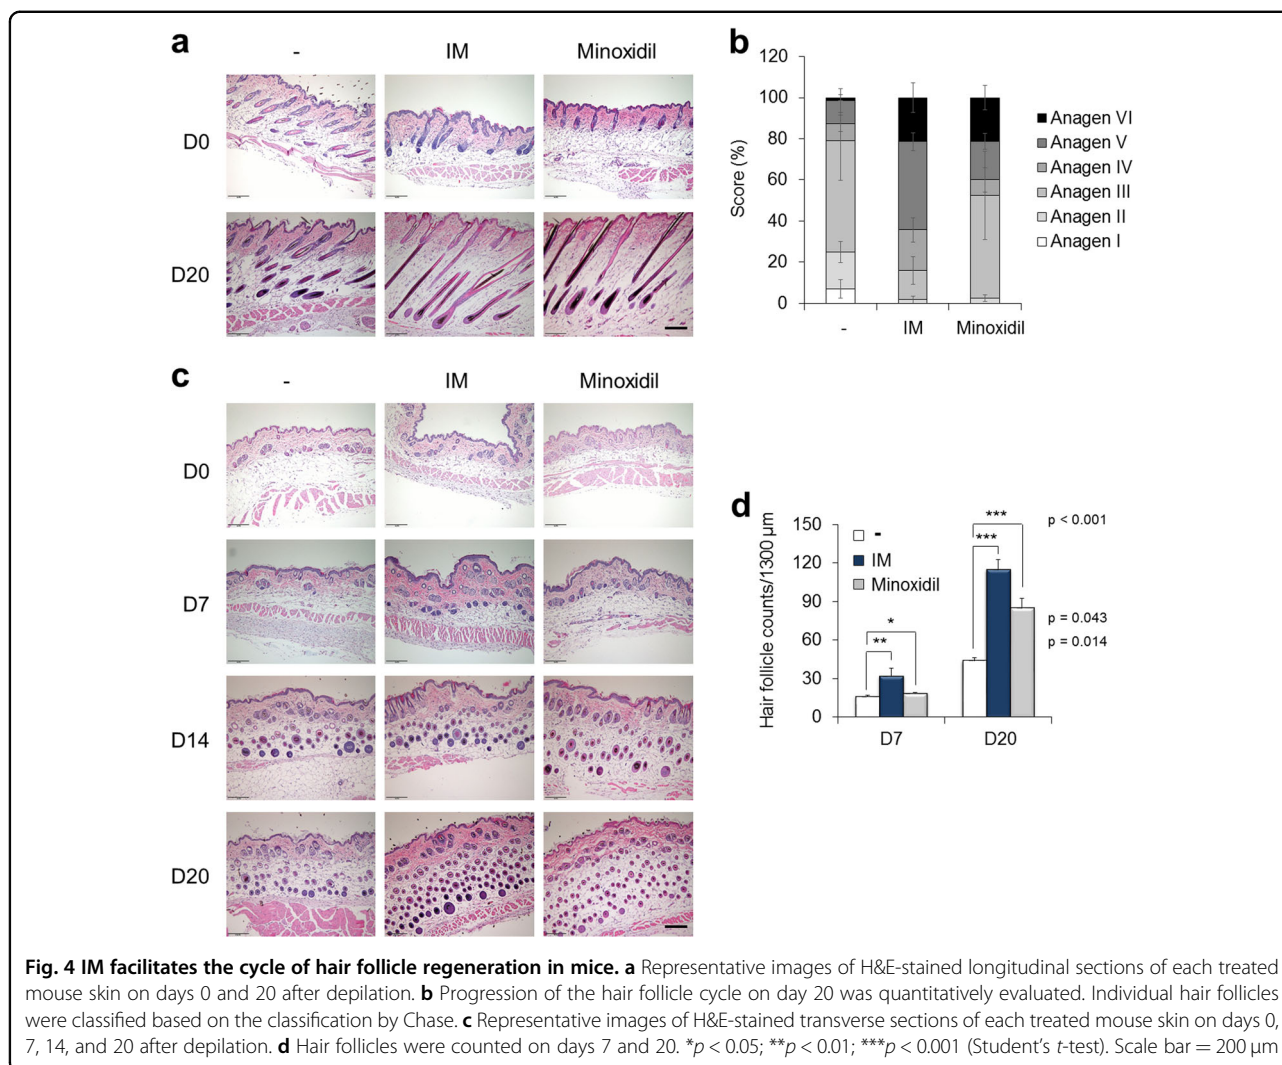 a
- IM Minoxidil
D0
D20
b
120
100
80
60
40
20
0
Score (%)
- IM Minoxidil
Anagen VI
Anagen V
Anagen IV
Anagen III
Anagen II
Anagen I
c
- IM Minoxidil
D0
D7
D14
D20
d
150
120
90
60
30
0
Hair follicle counts/1300 μm
-
IM
Minoxidil
** *
*** ***
D7 D20
p < 0.001
p = 0.043
p = 0.014
Fig. 4 IM facilitates the cycle of hair follicle regeneration in mice. a Representative images of H&E-stained longitudinal sections of each treated
mouse skin on days 0 and 20 after depilation. b Progression of the hair follicle cycle on day 20 was quantitatively evaluated. Individual hair follicles
were classified based on the classification by Chase. c Representative images of H&E-stained transverse sections of each treated mouse skin on days 0,
7, 14, and 20 after depilation. d Hair follicles were counted on days 7 and 20. *p < 0.05; **p < 0.01; ***p < 0.001 (Student's t-test). Scale bar = 200 μm